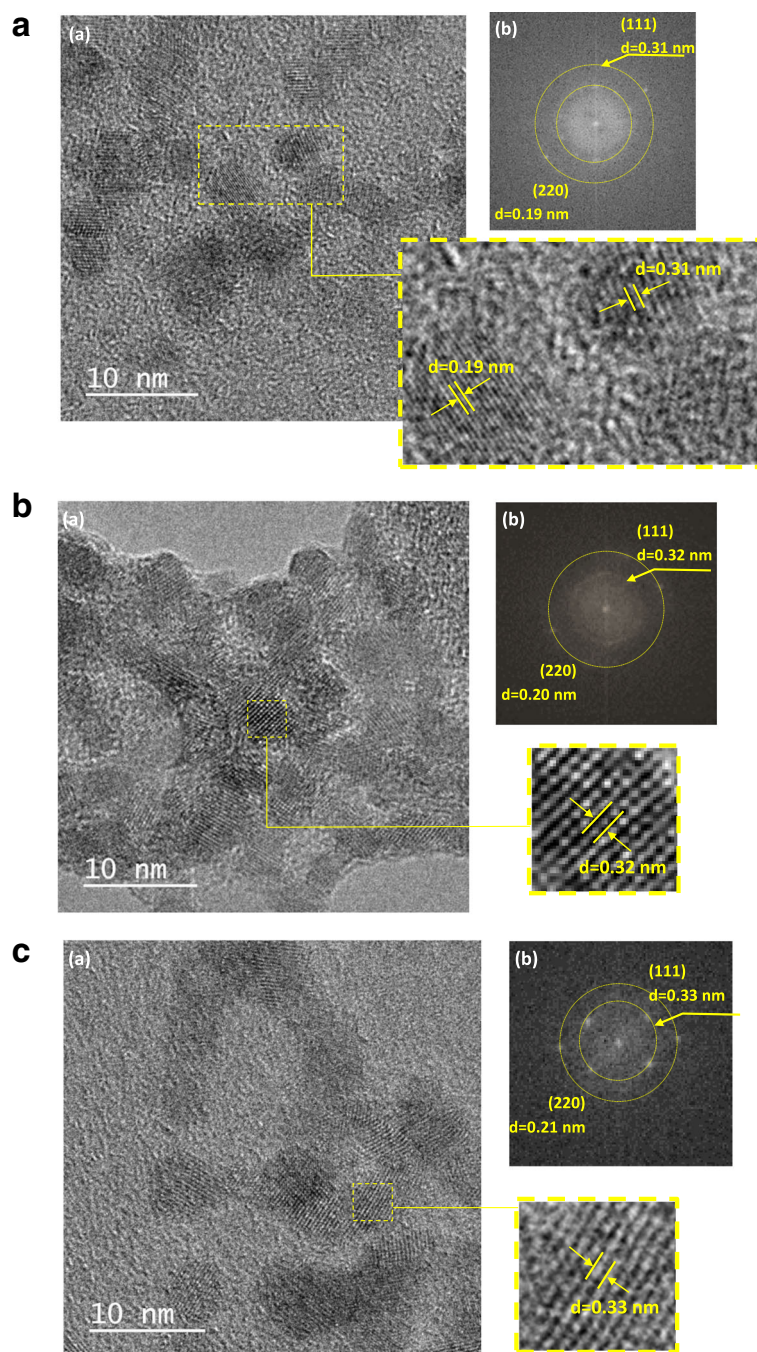 a
(a)
(b)
(111)
d=0.31 nm
(220)
d=0.19 nm
d=0.31 nm
d=0.19 nm
10 nm
b
(a)
(b)
(111)
d=0.32 nm
(220)
d=0.20 nm
d=0.32 nm
10 nm
c
(a)
(b)
(111)
d=0.33 nm
(220)
d=0.21 nm
d=0.33 nm
10 nm